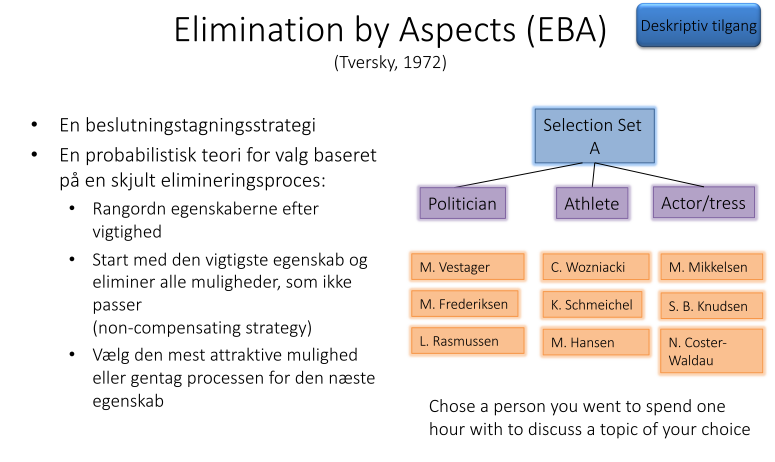 Elimination by Aspects (EBA)
Deskriptiv tilgang
(Tversky, 1972)
• En beslutningstagningsstrategi
• En probabilistisk teori for valg baseret
på en skjult elimineringsproces:
• Rangordn egenskaberne efter
vigtighed
• Start med den vigtigste egenskab og
eliminer alle muligheder, som ikke
passer
(non-compensating strategy)
• Vælg den mest attraktive mulighed
eller gentag processen for den næste
egenskab
Selection Set
A
Politician
Athlete
Actor/tress
M. Vestager
C. Wozniacki
M. Mikkelsen
M. Frederiksen
K. Schmeichel
S. B. Knudsen
L. Rasmussen
M. Hansen
N. Coster-
Waldau
Chose a person you went to spend one
hour with to discuss a topic of your choice